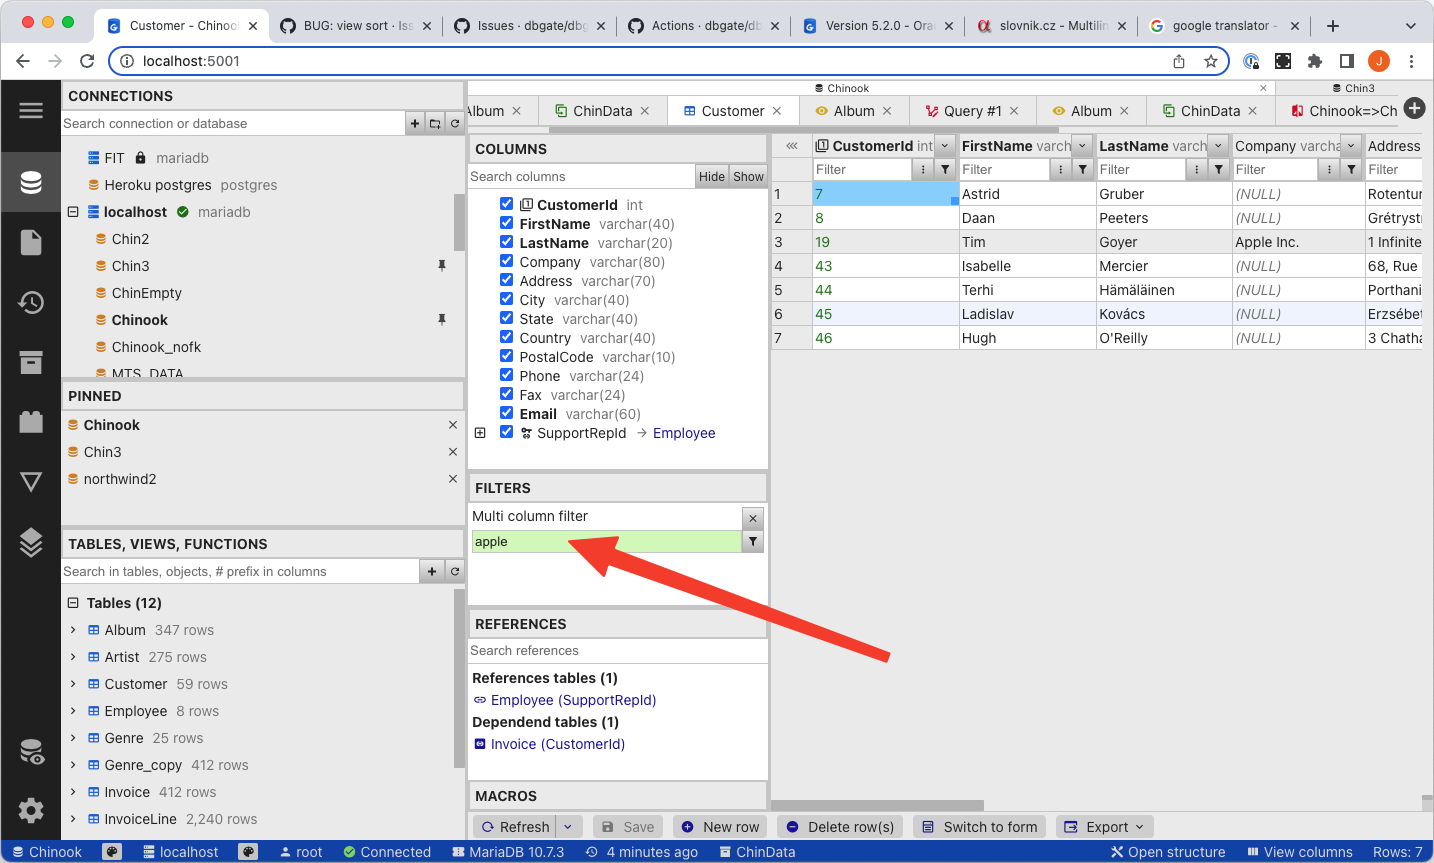 Customer - Chinook
BUG: view sort · Iss
Issues · dbgate/dbg
Actions · dbgate/db
Version 5.2.0 - Orac
slovnik.cz - Multilin
google translator -
localhost:5001
J
CONNECTIONS
Search connection or database
FIT mariadb
Heroku postgres postgres
localhost mariadb
Chin2
Chin3
ChinEmpty
Chinook
Chinook_nofk
MTS_DATA
PINNED
Chinook
Chin3
northwind2
TABLES, VIEWS, FUNCTIONS
Search in tables, objects, # prefix in columns
Tables (12)
Album 347 rows
Artist 275 rows
Customer 59 rows
Employee 8 rows
Genre 25 rows
Genre_copy 412 rows
Invoice 412 rows
InvoiceLine 2,240 rows
Chinook
Chin3
Album
ChinData
Customer
Album
Query #1
Album
ChinData
Chinook=>Ch
COLUMNS
Search columns
Hide
Show
CustomerId int
FirstName varchar(40)
LastName varchar(20)
Company varchar(80)
Address varchar(70)
City varchar(40)
State varchar(40)
Country varchar(40)
PostalCode varchar(10)
Phone varchar(24)
Fax varchar(24)
Email varchar(60)
SupportRepId → Employee
FILTERS
Multi column filter
apple
REFERENCES
Search references
References tables (1)
Employee (SupportRepId)
Dependend tables (1)
Invoice (CustomerId)
MACROS
CustomerId int FirstName varch LastName varch Company varcha Address
Filter Filter Filter Filter Filter
1 7 Astrid Gruber (NULL) Rotentur
2 8 Daan Peeters (NULL) Grétryst
3 19 Tim Goyer Apple Inc. 1 Infinite
4 43 Isabelle Mercier (NULL) 68, Rue
5 44 Terhi Hämäläinen (NULL) Porthani
6 45 Ladislav Kovács (NULL) Erzsébet
7 46 Hugh O'Reilly (NULL) 3 Chatha
Refresh
Save
New row
Delete row(s)
Switch to form
Export
Chinook localhost root Connected MariaDB 10.7.3 4 minutes ago ChinData Open structure View columns Rows: 7